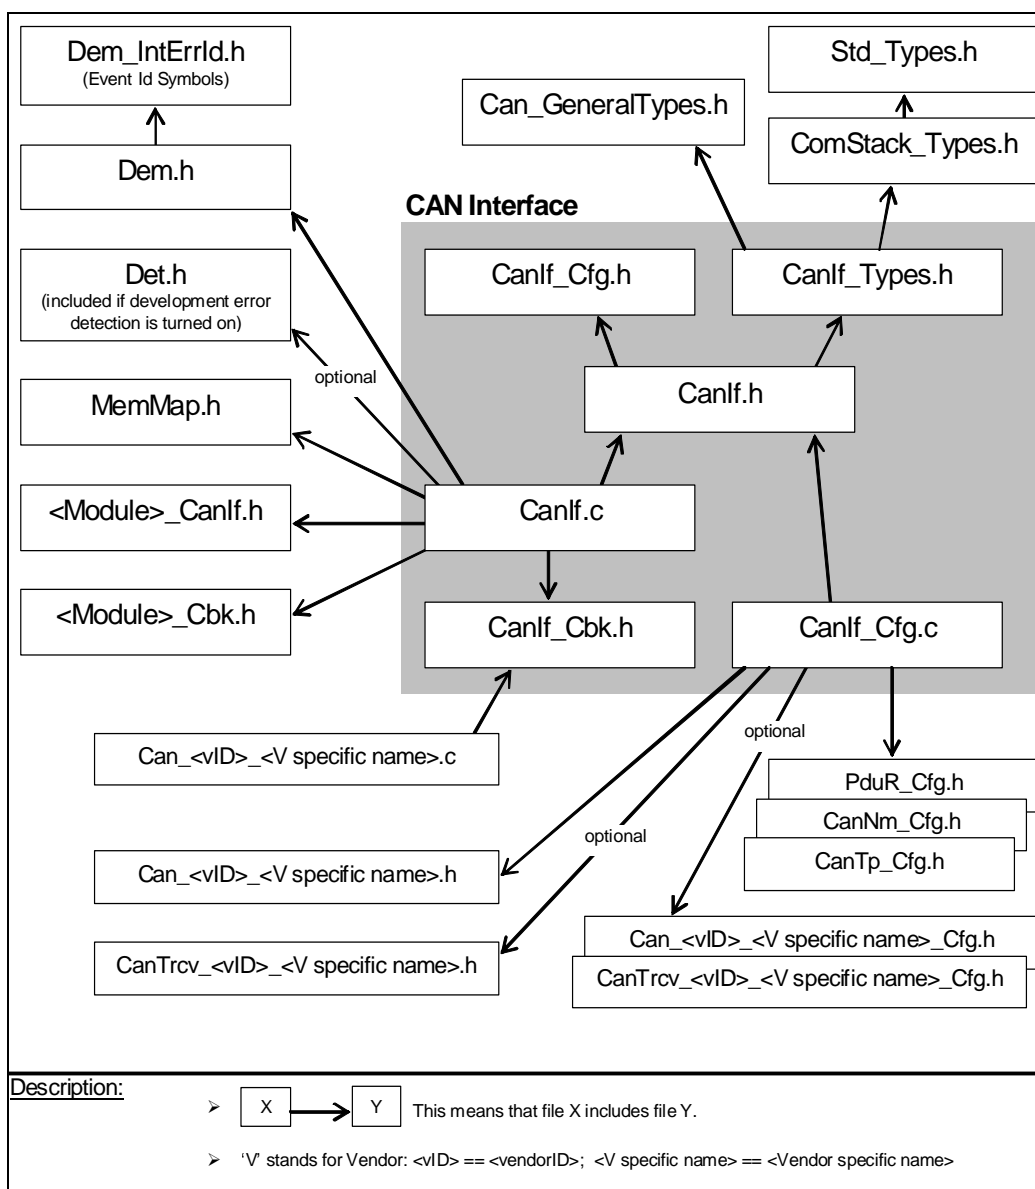 Dem_IntErrId.h
(Event Id Symbols)
Std_Types.h
Can_GeneralTypes.h
ComStack_Types.h
Dem.h
CAN Interface
Det.h
(included if development error
detection is turned on)
CanIf_Cfg.h
CanIf_Types.h
optional
MemMap.h
CanIf.h
<Module>_CanIf.h
CanIf.c
<Module>_Cbk.h
CanIf_Cbk.h
CanIf_Cfg.c
optional
Can_<vID>_<V specific name>.c
PduR_Cfg.h
CanNm_Cfg.h
optional
CanTp_Cfg.h
Can_<vID>_<V specific name>.h
Can_<vID>_<V specific name>_Cfg.h
CanTrcv_<vID>_<V specific name>.h
CanTrcv_<vID>_<V specific name>_Cfg.h
Description:
➢ X Y This means that file X includes file Y.
➢ ‘V’ stands for Vendor: <vID> == <vendorID>; <V specific name> == <Vendor specific name>